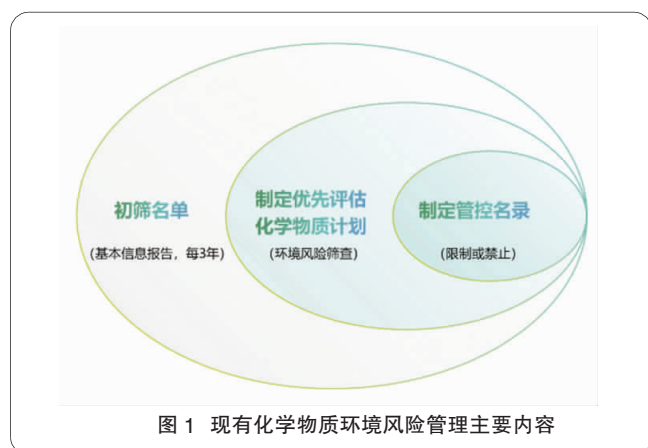 初筛名单
(基本信息报告，每3年)
制定优先评估
化学物质计划
(环境风险筛查)
制定管控名录
(限制或禁止)
图 1 现有化学物质环境风险管理主要内容